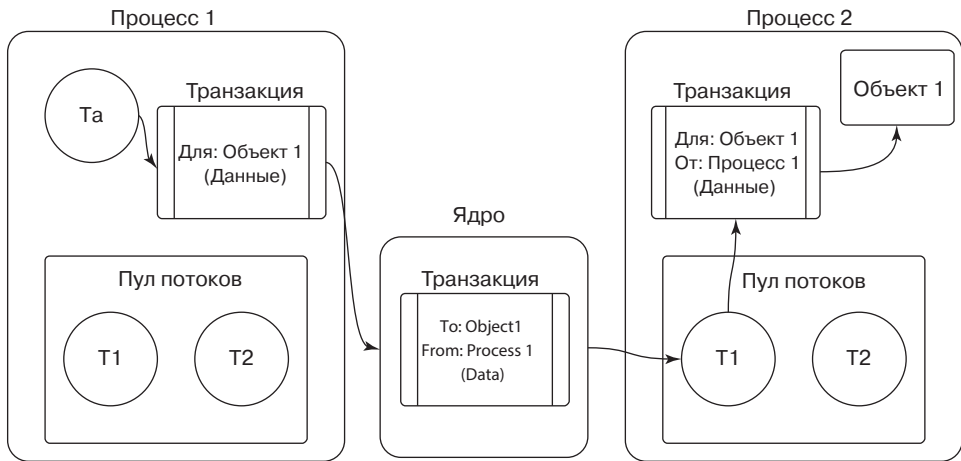 Процесс 1
Ta
Транзакция
Для: Объект 1
(Данные)
Пул потоков
T1
T2
Ядро
Транзакция
To: Object1
From: Process 1
(Data)
Процесс 2
Объект 1
Транзакция
Для: Объект 1
От: Процесс 1
(Данные)
Пул потоков
T1
T2